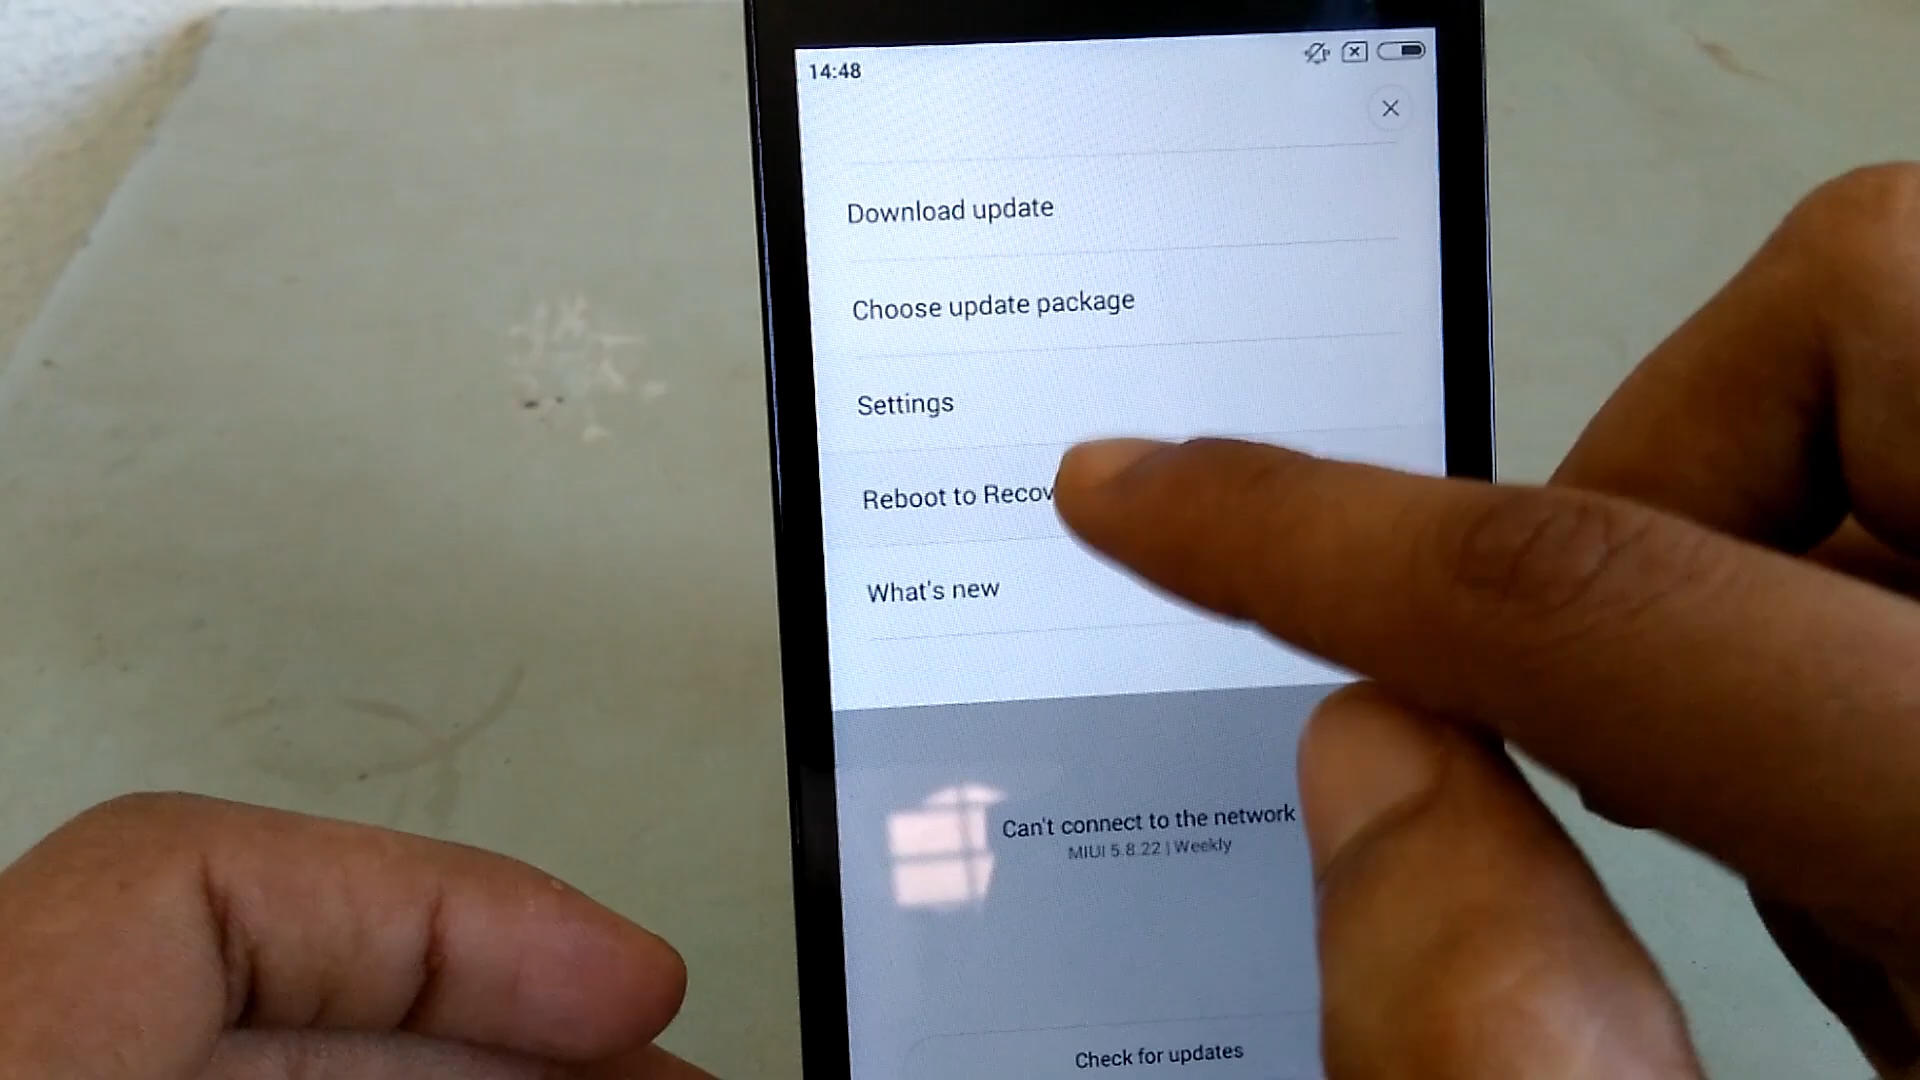 14:48
Download update
Choose update package
Settings
Reboot to Recov
What's new
Can't connect to the network
MIUI 5.8.22 | Weekly
Check for updates